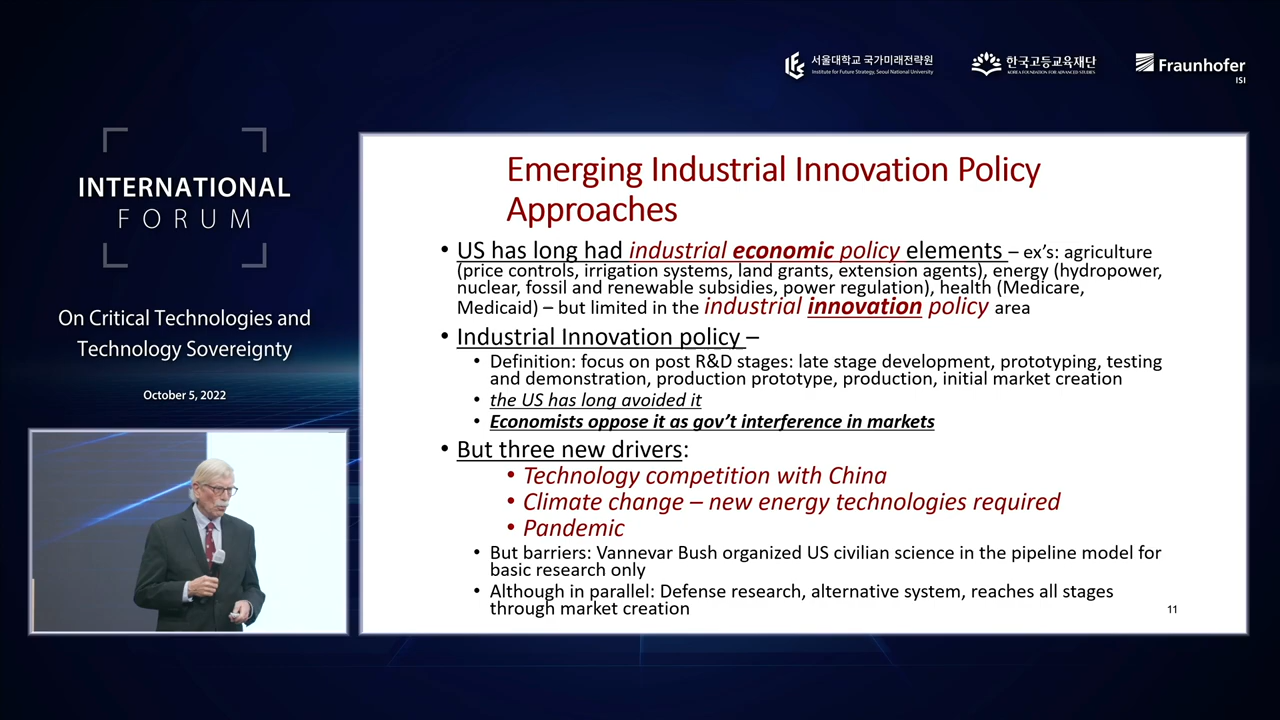 서울대학교 국가미래전략원
Institute for Future Strategy, Seoul National University
한국고등교육재단
KOREA FOUNDATION FOR ADVANCED STUDIES
Fraunhofer
ISI
INTERNATIONAL
FORUM
On Critical Technologies and
Technology Sovereignty
October 5, 2022
Emerging Industrial Innovation Policy
Approaches
• US has long had industrial economic policy elements – ex's: agriculture
(price controls, irrigation systems, land grants, extension agents), energy (hydropower,
nuclear, fossil and renewable subsidies, power regulation), health (Medicare,
Medicaid) – but limited in the industrial innovation policy area
• Industrial Innovation policy –
• Definition: focus on post R&D stages: late stage development, prototyping, testing
and demonstration, production prototype, production, initial market creation
• the US has long avoided it
• Economists oppose it as gov't interference in markets
• But three new drivers:
• Technology competition with China
• Climate change – new energy technologies required
• Pandemic
• But barriers: Vannevar Bush organized US civilian science in the pipeline model for
basic research only
• Although in parallel: Defense research, alternative system, reaches all stages
through market creation
11